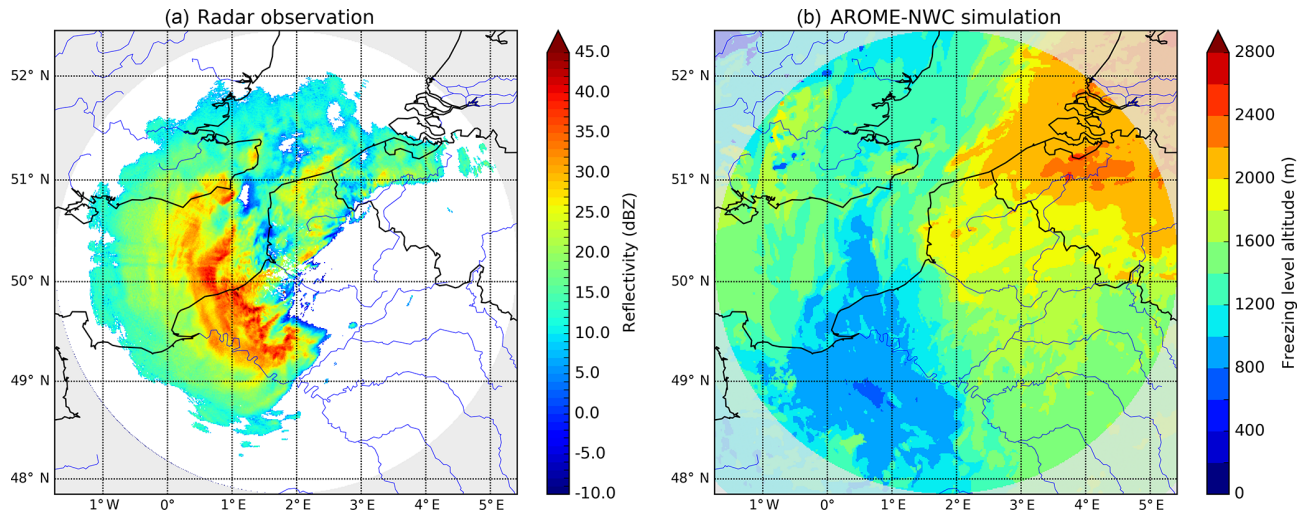 (a) Radar observation
52° N
51° N
50° N
49° N
48° N
1° W
0°
1° E
2° E
3° E
4° E
5° E
45.0
40.0
35.0
30.0
25.0
20.0
15.0
10.0
5.0
0.0
-5.0
-10.0
Reflectivity (dBZ)
(b) AROME-NWC simulation
52° N
51° N
50° N
49° N
48° N
1° W
0°
1° E
2° E
3° E
4° E
5° E
2800
2400
2000
1600
1200
800
400
0
Freezing level altitude (m)